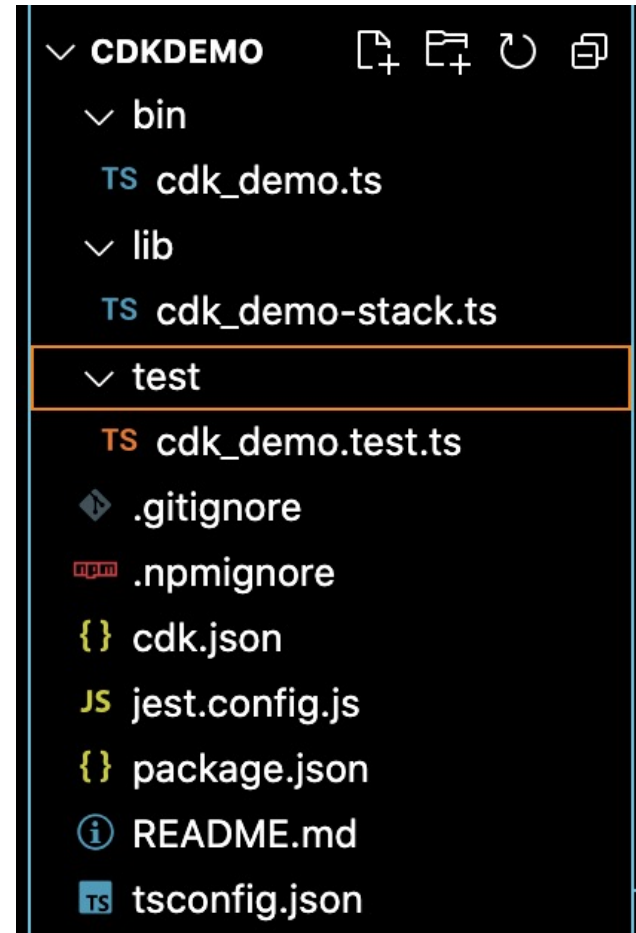 CDKDEMO
bin
TS cdk_demo.ts
lib
TS cdk_demo-stack.ts
test
TS cdk_demo.test.ts
.gitignore
npm .npmignore
{} cdk.json
JS jest.config.js
{} package.json
i README.md
TS tsconfig.json